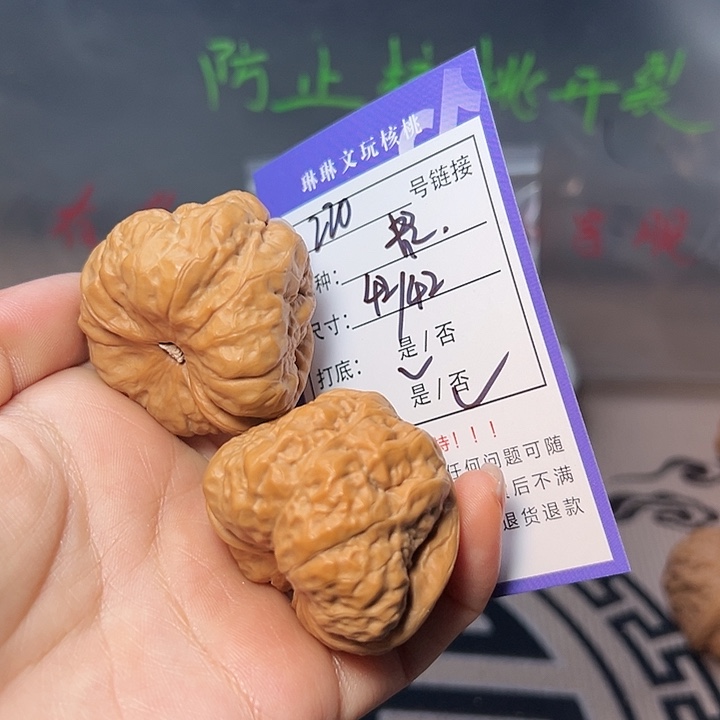 防止核桃开裂
琳琳文玩核桃
220 号链接
种：
尺寸： 42/42
打底： 是/否
是/否
！！！
任何问题可随
后不满
退货退款